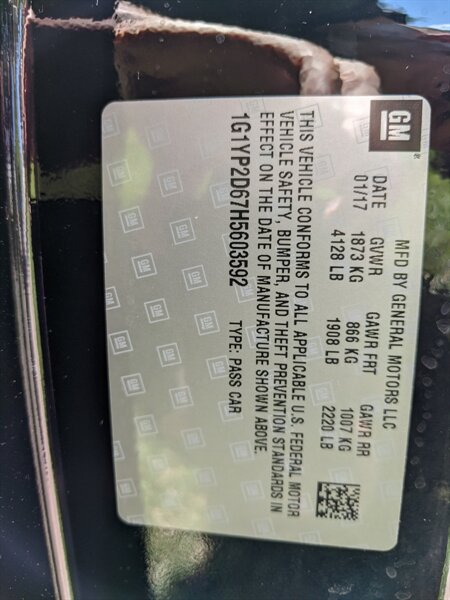 GM
MFD BY GENERAL MOTORS LLC
DATE GVWR GAWR FRT GAWR RR
01/17 1873 KG 866 KG 1007 KG
4128 LB 1908 LB 2220 LB
THIS VEHICLE CONFORMS TO ALL APPLICABLE U.S. FEDERAL MOTOR
VEHICLE SAFETY, BUMPER, AND THEFT PREVENTION STANDARDS IN
EFFECT ON THE DATE OF MANUFACTURE SHOWN ABOVE.
1G1YP2D67H5603592 TYPE: PASS CAR